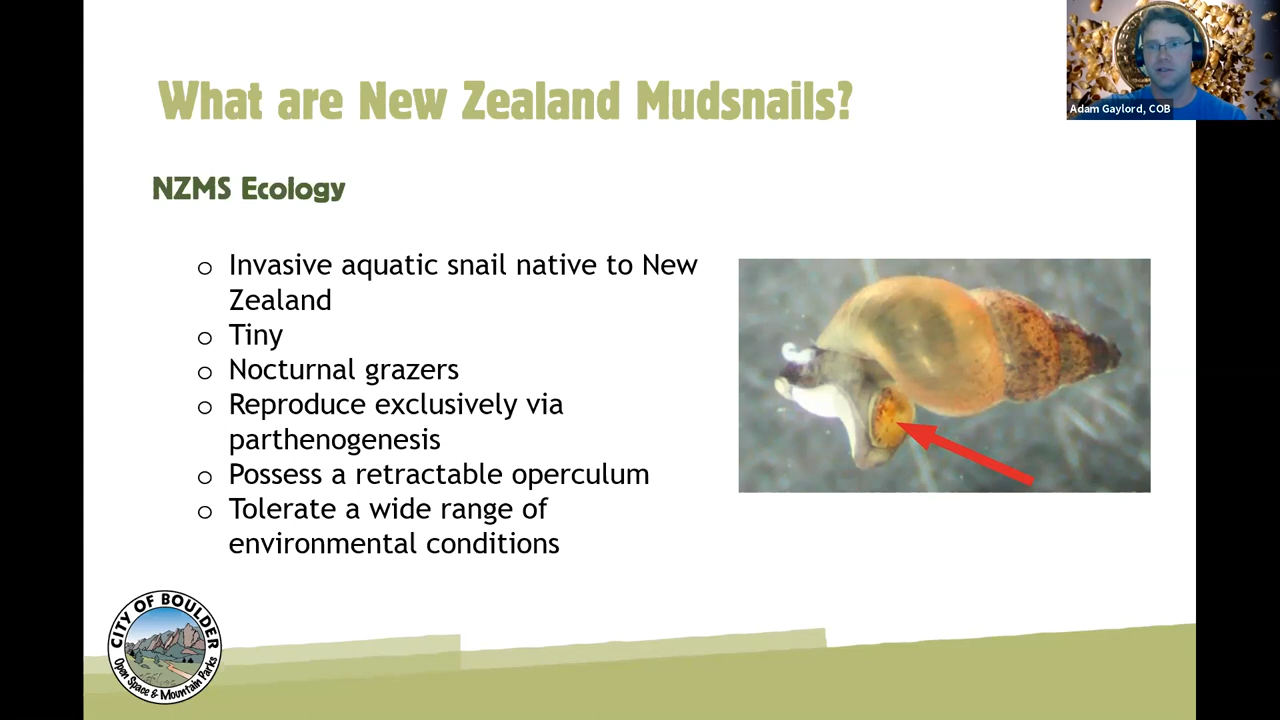 What are New Zealand Mudsnails?
Adam Gaylord, COB
NZMS Ecology
o Invasive aquatic snail native to New
Zealand
o Tiny
o Nocturnal grazers
o Reproduce exclusively via
parthenogenesis
o Possess a retractable operculum
o Tolerate a wide range of
environmental conditions
CITY OF BOULDER
Open Space & Mountain Parks